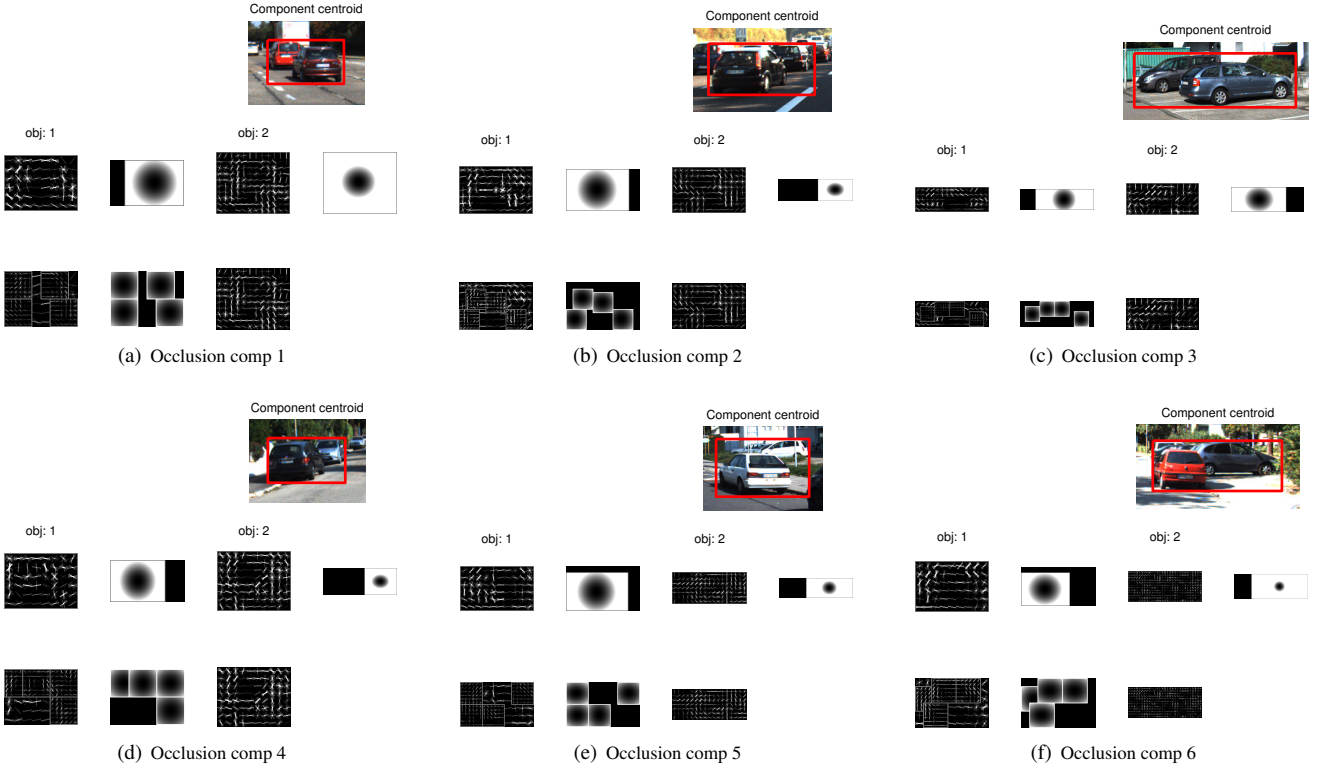 Component centroid
obj: 1
obj: 2
(a) Occlusion comp 1
Component centroid
obj: 1
obj: 2
(b) Occlusion comp 2
Component centroid
obj: 1
obj: 2
(c) Occlusion comp 3
Component centroid
obj: 1
obj: 2
(d) Occlusion comp 4
Component centroid
obj: 1
obj: 2
(e) Occlusion comp 5
Component centroid
obj: 1
obj: 2
(f) Occlusion comp 6